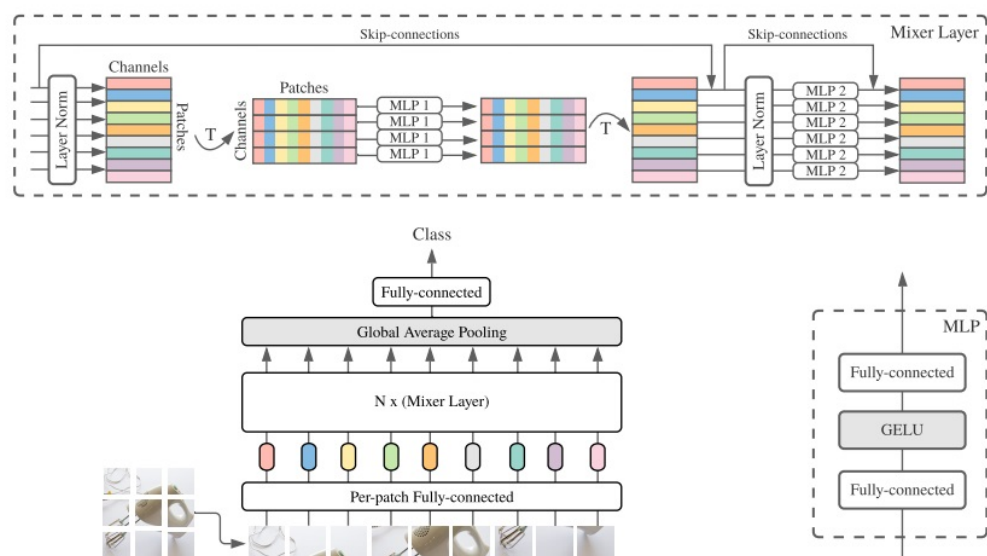 Skip-connections
Skip-connections
Mixer Layer
Channels
Layer Norm
Patches
T
Patches
Channels
MLP 1
MLP 1
MLP 1
MLP 1
T
Layer Norm
MLP 2
MLP 2
MLP 2
MLP 2
MLP 2
MLP 2
Class
Fully-connected
Global Average Pooling
N x (Mixer Layer)
Per-patch Fully-connected
MLP
Fully-connected
GELU
Fully-connected